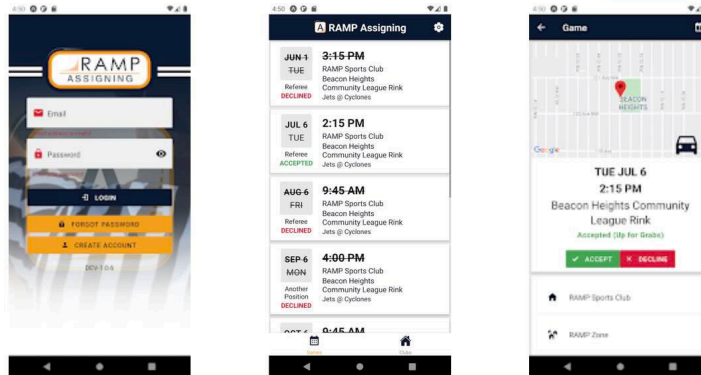 4:50
RAMP
ASSIGNING
Email
Password
LOGIN
FORGOT PASSWORD
CREATE ACCOUNT
DEV-1.0.6
4:50
A RAMP Assigning
JUN 1
TUE
Referee
DECLINED
3:15 PM
RAMP Sports Club
Beacon Heights
Community League Rink
Jets @ Cyclones
JUL 6
TUE
Referee
ACCEPTED
2:15 PM
RAMP Sports Club
Beacon Heights
Community League Rink
Jets @ Cyclones
AUG 6
FRI
Referee
DECLINED
9:45 AM
RAMP Sports Club
Beacon Heights
Community League Rink
Jets @ Cyclones
SEP 6
MON
Another
Position
DECLINED
4:00 PM
RAMP Sports Club
Beacon Heights
Community League Rink
Jets @ Cyclones
OCT 6
9:45 AM
Games
Clubs
4:50
Game
BEACON
HEIGHTS
Google
TUE JUL 6
2:15 PM
Beacon Heights Community
League Rink
Accepted (Up for Grabs)
ACCEPT
DECLINE
RAMP Sports Club
RAMP Zone